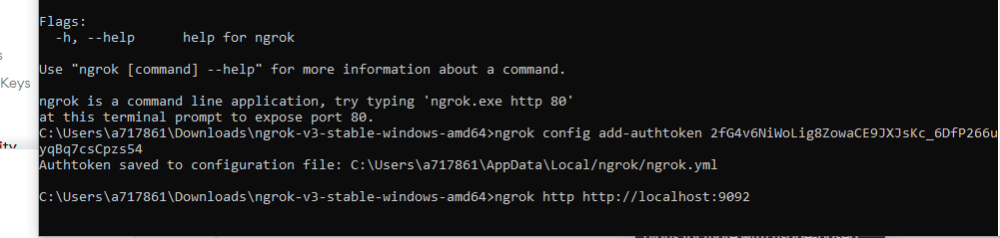 Flags:
-h, --help      help for ngrok
s
Keys
Use "ngrok [command] --help" for more information about a command.
ngrok is a command line application, try typing 'ngrok.exe http 80'
at this terminal prompt to expose port 80.
C:\Users\a717861\Downloads\ngrok-v3-stable-windows-amd64>ngrok config add-authtoken 2fG4v6NiWoLig8ZowaCE9JXJsKc_6DfP266u
yqBq7csCpzs54
Authtoken saved to configuration file: C:\Users\a717861\AppData\Local/ngrok/ngrok.yml
C:\Users\a717861\Downloads\ngrok-v3-stable-windows-amd64>ngrok http http://localhost:9092